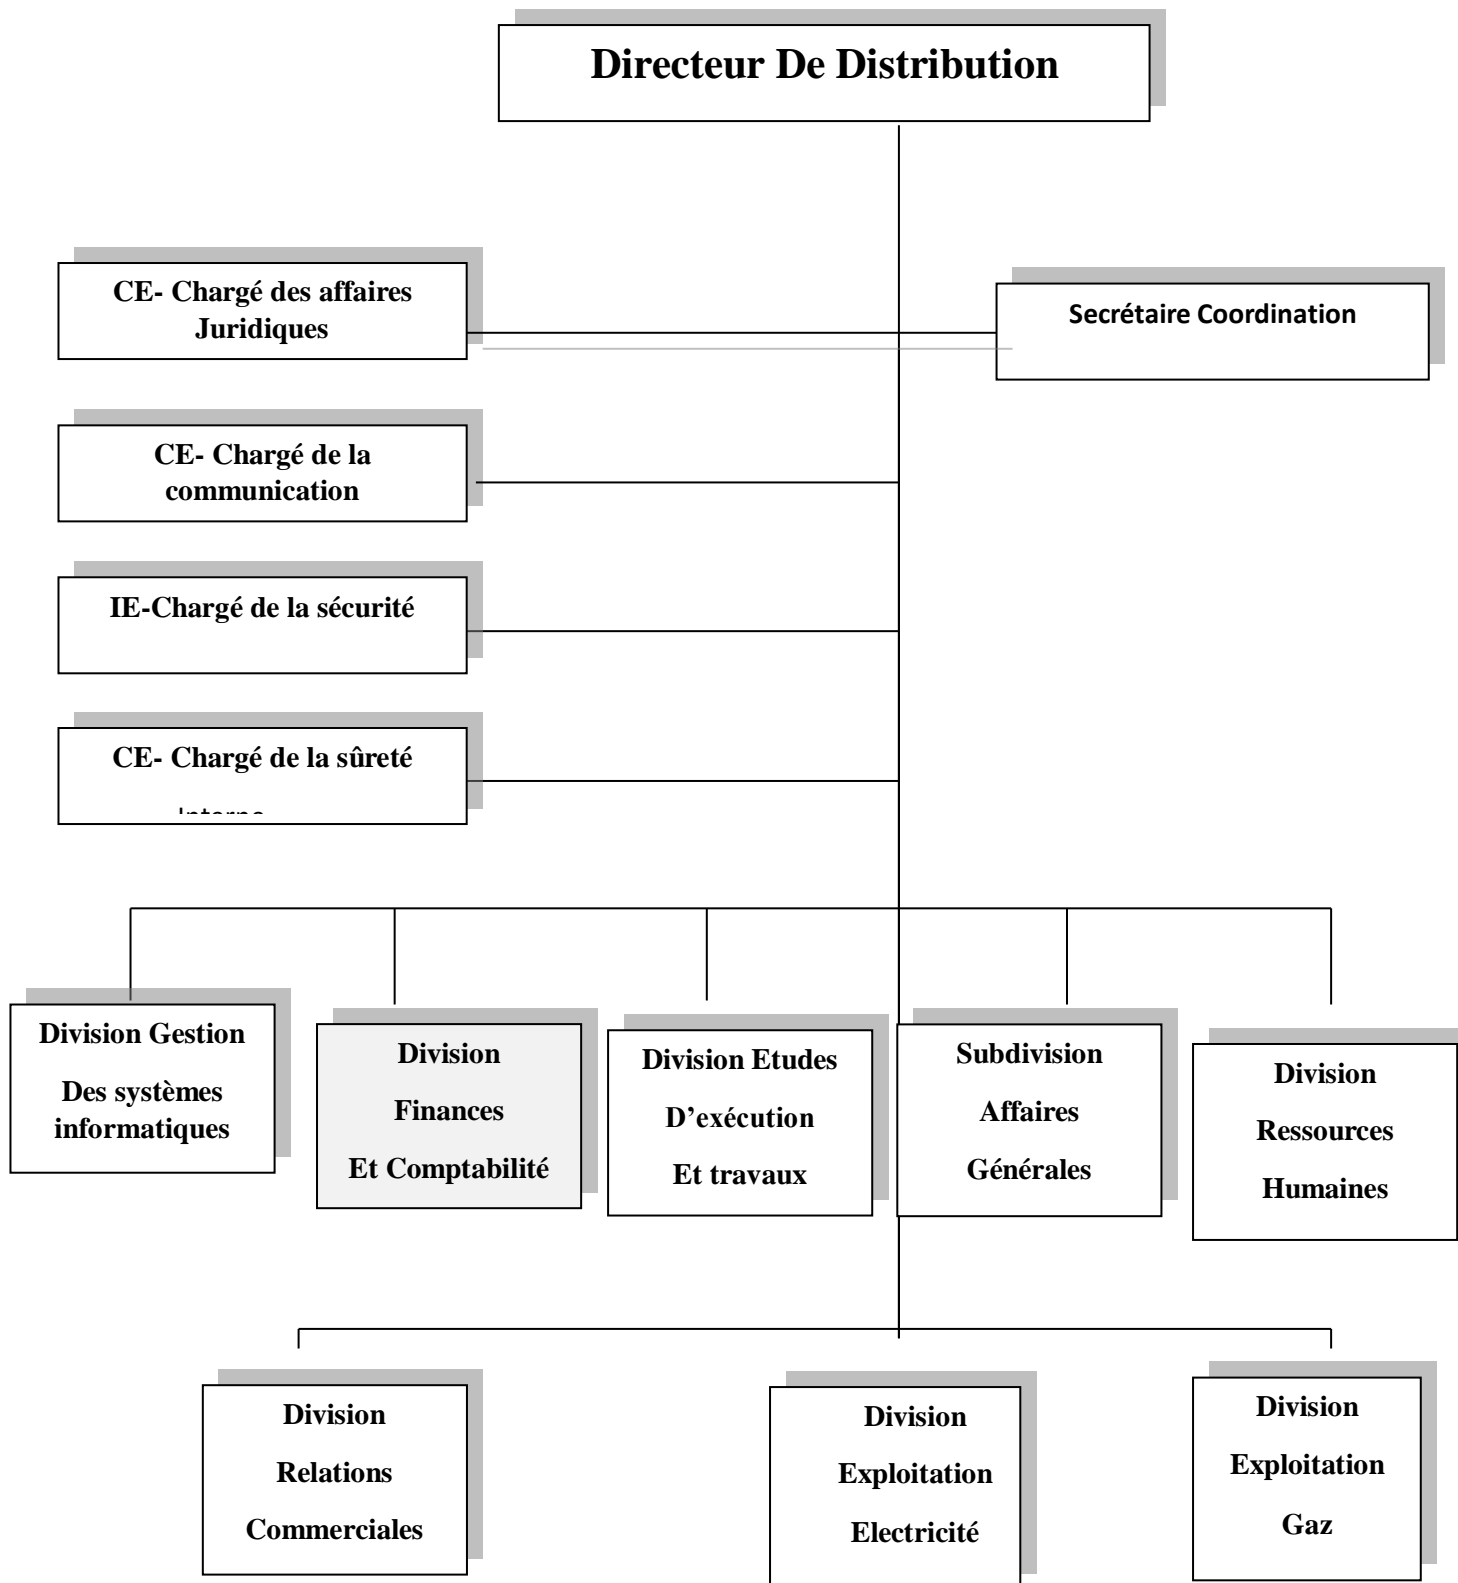 Directeur De Distribution
CE- Chargé des affaires
Juridiques
Secrétaire Coordination
CE- Chargé de la
communication
IE-Chargé de la sécurité
CE- Chargé de la sûreté
Division Gestion
Des systèmes
informatiques
Division
Finances
Et Comptabilité
Division Etudes
D’exécution
Et travaux
Subdivision
Affaires
Générales
Division
Ressources
Humaines
Division
Relations
Commerciales
Division
Exploitation
Electricité
Division
Exploitation
Gaz